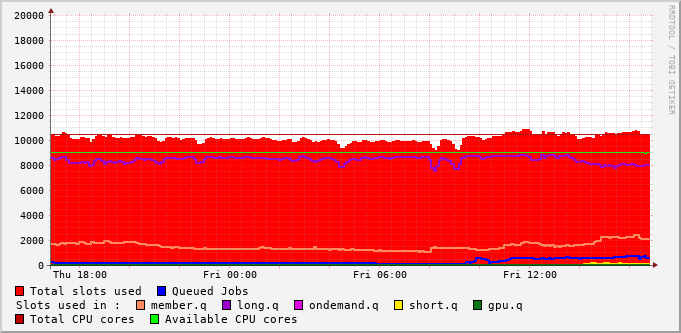 20000
18000
16000
14000
12000
10000
8000
6000
4000
2000
0
Thu 18:00 Fri 00:00 Fri 06:00 Fri 12:00
Total slots used Queued Jobs
Slots used in : member.q long.q ondemand.q short.q gpu.q
Total CPU cores Available CPU cores
RRDTOOL / TOBI OETIKER